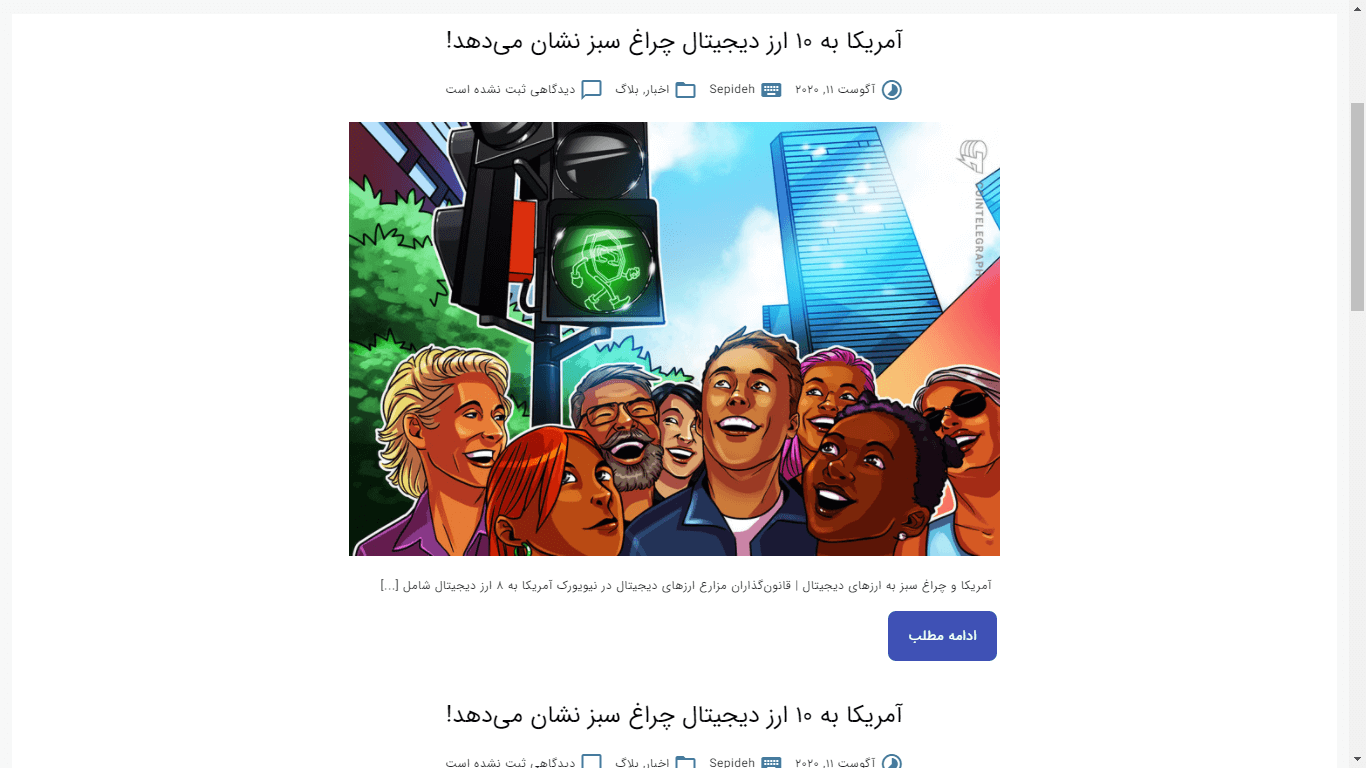 آمریکا به ۱۰ ارز دیجیتال چراغ سبز نشان می‌دهد!
آگوست ۱۱, ۲۰۲۰ Sepideh اخبار, بلاگ دیدگاهی ثبت نشده است
COINTELEGRAPH
آمریکا و چراغ سبز به ارزهای دیجیتال | قانون‌گذاران مزارع ارزهای دیجیتال در نیویورک آمریکا به ۸ ارز دیجیتال شامل [...]
ادامه مطلب
آمریکا به ۱۰ ارز دیجیتال چراغ سبز نشان می‌دهد!
آگوست ۱۱, ۲۰۲۰ Sepideh اخبار, بلاگ دیدگاهی ثبت نشده است